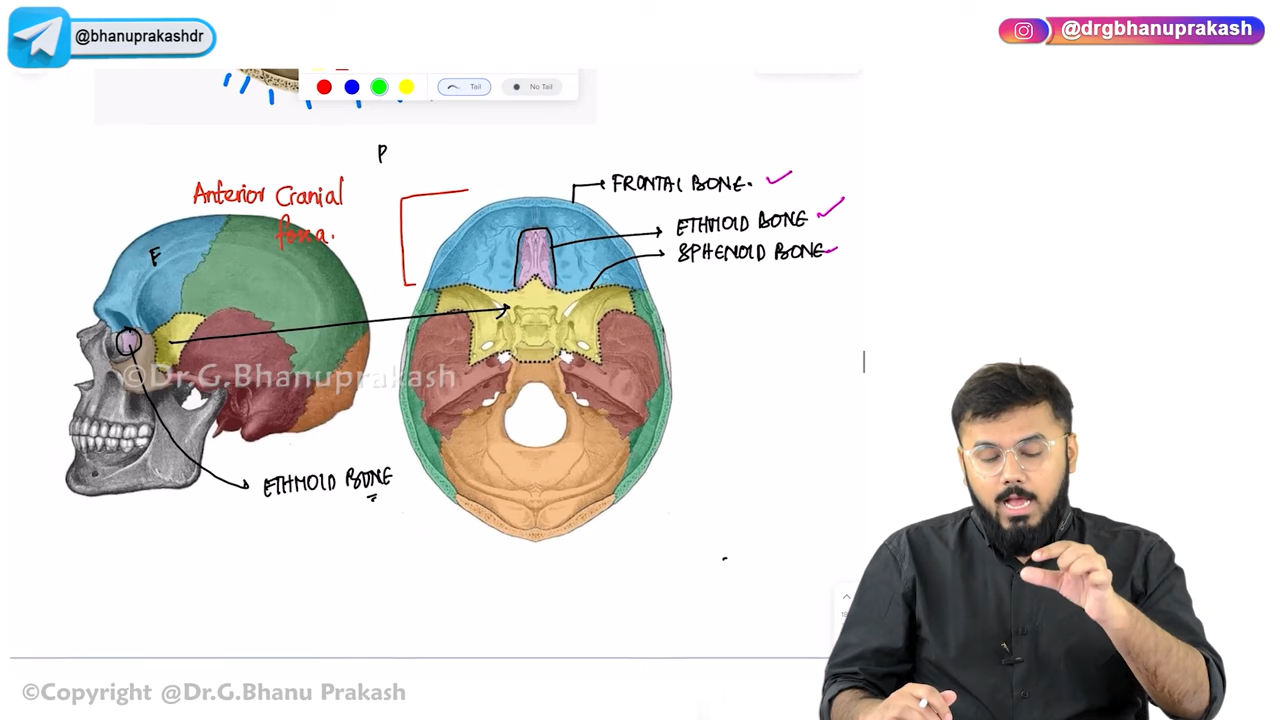 @bhanuprakashdr
@drgbhanuprakash
Tail
No Tail
P
Anterior Cranial
fossa.
FRONTAL BONE.
ETHMOID BONE
SPHENOID BONE
F
©Dr.G.Bhanuprakash
ETHMOID BONE
©Copyright @Dr.G.Bhanu Prakash